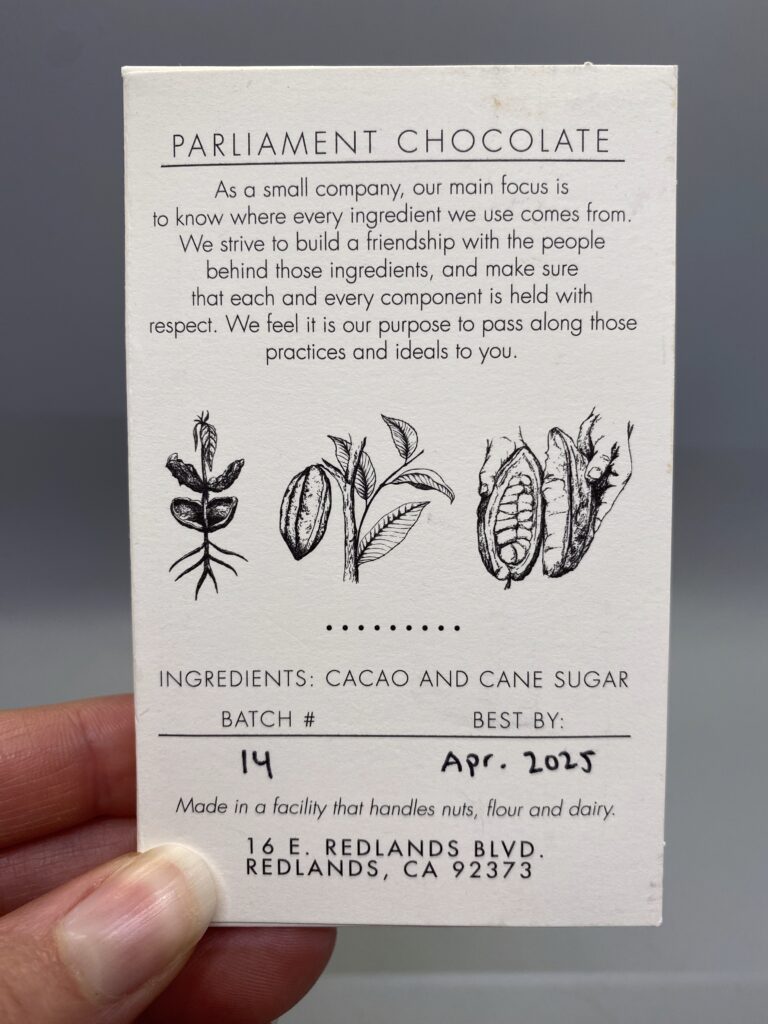 PARLIAMENT CHOCOLATE
As a small company, our main focus is
to know where every ingredient we use comes from.
We strive to build a friendship with the people
behind those ingredients, and make sure
that each and every component is held with
respect. We feel it is our purpose to pass along those
practices and ideals to you.
INGREDIENTS: CACAO AND CANE SUGAR
BATCH # BEST BY:
14 Apr. 2025
Made in a facility that handles nuts, flour and dairy.
16 E. REDLANDS BLVD.
REDLANDS, CA 92373